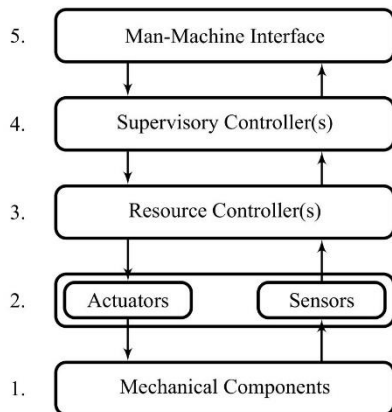 5. Man-Machine Interface
4. Supervisory Controller(s)
3. Resource Controller(s)
2. Actuators Sensors
1. Mechanical Components